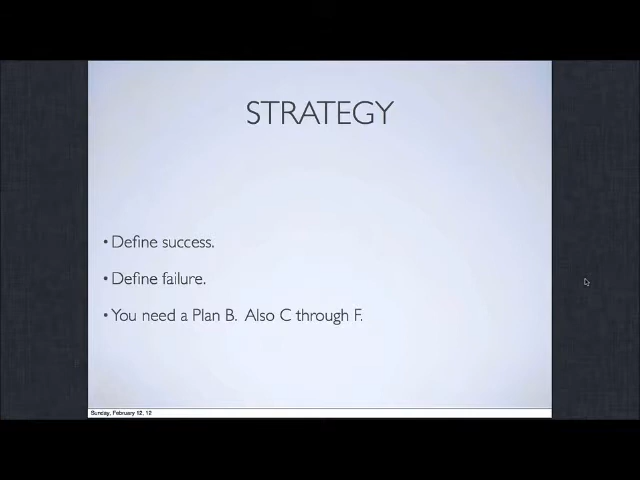 STRATEGY
• Define success.
• Define failure.
• You need a Plan B. Also C through F.
Sunday, February 12, 12